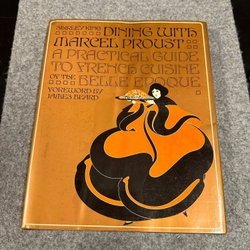 SHIRLEY KING
DINING WITH
MARCEL PROUST
A PRACTICAL GUIDE
TO FRENCH CUISINE
OF THE BELLE EPOQUE
FOREWORD BY
JAMES BEARD